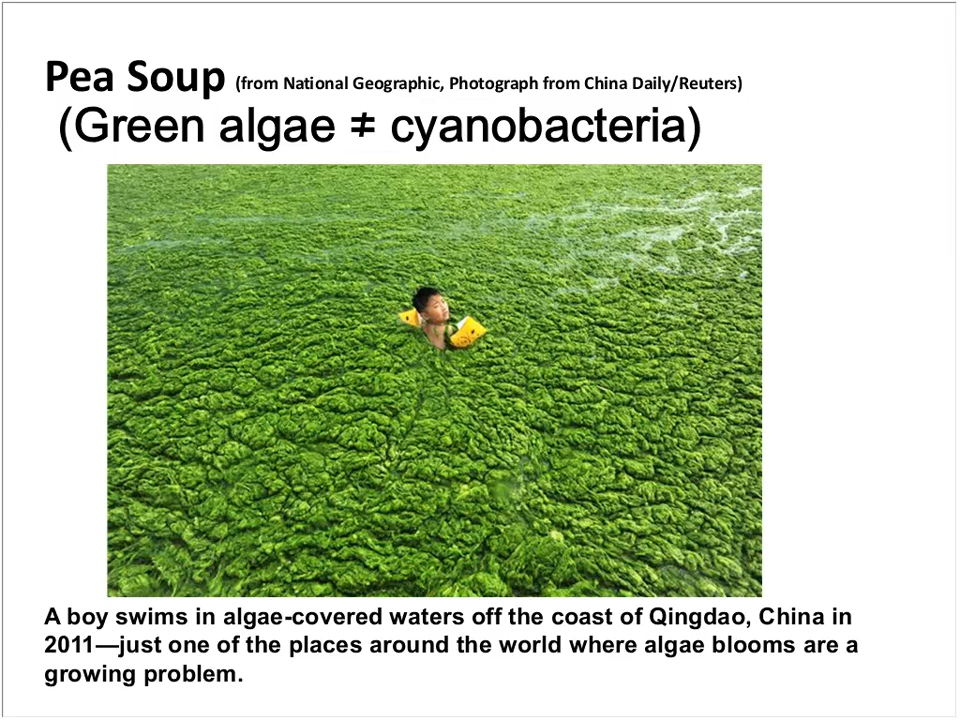 Pea Soup (from National Geographic, Photograph from China Daily/Reuters)
(Green algae ≠ cyanobacteria)
A boy swims in algae-covered waters off the coast of Qingdao, China in
2011—just one of the places around the world where algae blooms are a
growing problem.